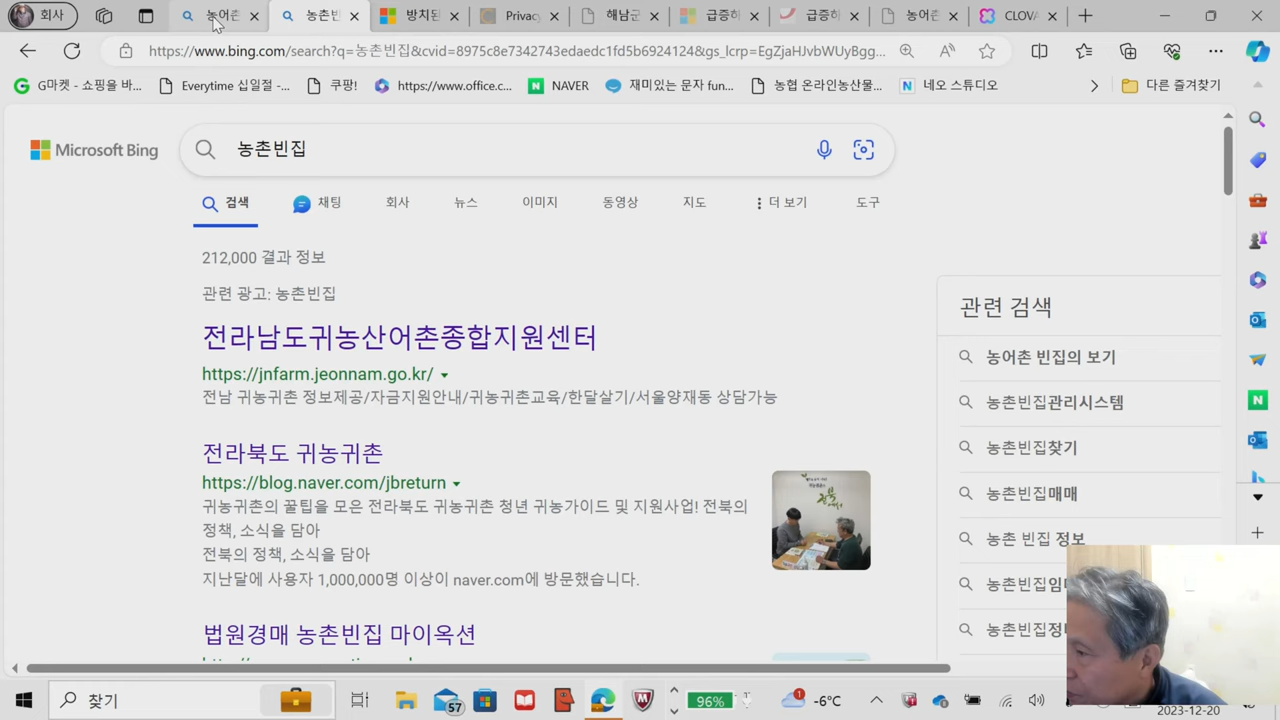 회사
농어촌
농촌빈
방치된
Privac
해남군
급증히
급증히
농어촌
CLOVA
https://www.bing.com/search?q=농촌빈집&cvid=8975c8e7342743edaedc1fd5b6924124&gs_lcrp=EgZjaHJvbWUyBgg...
G마켓 - 쇼핑을 바...
Everytime 십일절 -...
쿠팡!
https://www.office.c...
NAVER
재미있는 문자 fun...
농협 온라인농산물...
네오 스튜디오
다른 즐겨찾기
Microsoft Bing
농촌빈집
검색
채팅
회사
뉴스
이미지
동영상
지도
더 보기
도구
212,000 결과 정보
관련 광고: 농촌빈집
전라남도귀농산어촌종합지원센터
https://jnfarm.jeonnam.go.kr/
전남 귀농귀촌 정보제공/자금지원안내/귀농귀촌교육/한달살기/서울양재동 상담가능
전라북도 귀농귀촌
https://blog.naver.com/jbreturn
귀농귀촌의 꿀팁을 모은 전라북도 귀농귀촌 청년 귀농가이드 및 지원사업! 전북의
정책, 소식을 담아
전북의 정책, 소식을 담아
지난달에 사용자 1,000,000명 이상이 naver.com에 방문했습니다.
법원경매 농촌빈집 마이옥션
관련 검색
농어촌 빈집의 보기
농촌빈집관리시스템
농촌빈집찾기
농촌빈집매매
농촌 빈집 정보
농촌빈집임
농촌빈집정
찾기
57
96%
1
-6°C
2023-12-20